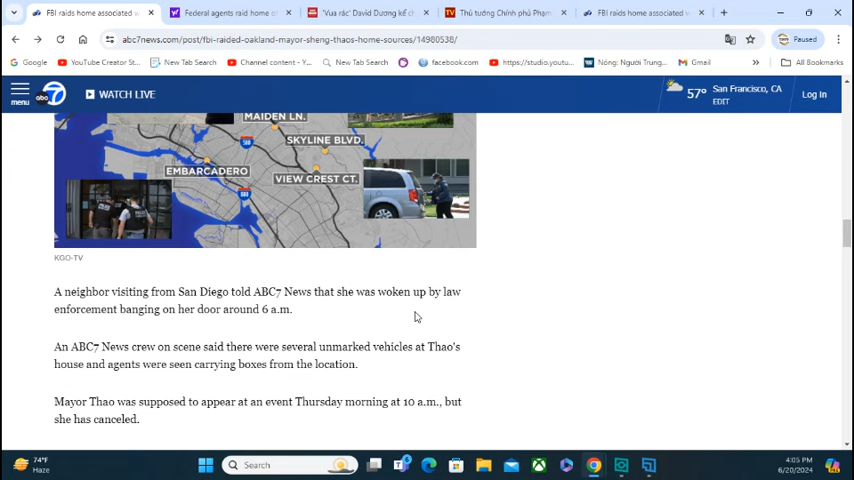 FBI raids home associated w
Federal agents raid home of
'Vua rác' David Dương kể ch
Thủ tướng Chính phủ Phạm
FBI raids home associated w
abc7news.com/post/fbi-raided-oakland-mayor-sheng-thaos-home-sources/14980538/
Paused
Google
YouTube Creator St...
New Tab Search
Channel content - Y...
New Tab Search
facebook.com
https://studio.youtu...
Nóng: Người Trung...
Gmail
All Bookmarks
menu
abc 7
WATCH LIVE
57°
San Francisco, CA
EDIT
Log In
MAIDEN LN.
580
SKYLINE BLVD.
EMBARCADERO
VIEW CREST CT.
880
POLICE
KGO-TV
A neighbor visiting from San Diego told ABC7 News that she was woken up by law
enforcement banging on her door around 6 a.m.
An ABC7 News crew on scene said there were several unmarked vehicles at Thao's
house and agents were seen carrying boxes from the location.
Mayor Thao was supposed to appear at an event Thursday morning at 10 a.m., but
she has canceled.
74°F
Haze
Search
4:05 PM
6/20/2024